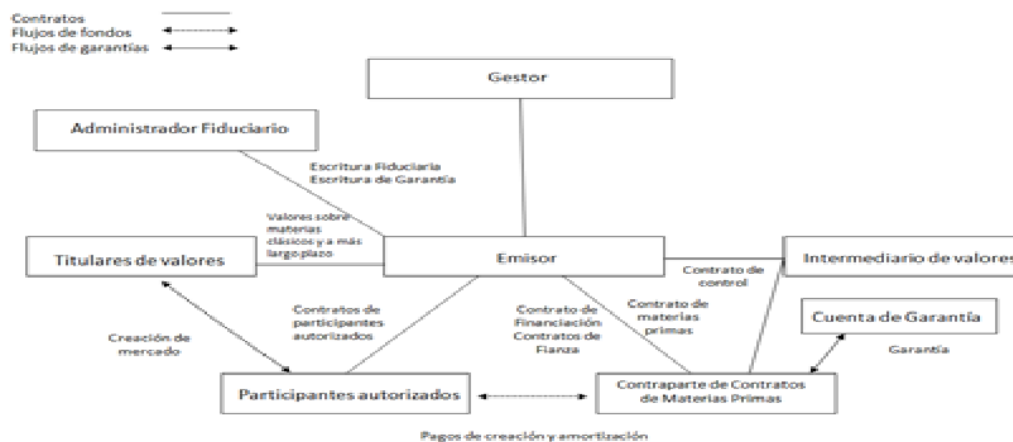 Contratos
Flujos de fondos
Flujos de garantías
Gestor
Administrador Fiduciario
Escritura Fiduciaria
Escritura de Garantía
Valores sobre
materias
clásicos y a más
largo plazo
Titulares de valores
Emisor
Intermediario de valores
Contrato de
control
Contratos de
participantes
autorizados
Contrato de
Financiación
Contratos de
Fianza
Contrato de
materias
primas
Cuenta de Garantía
Creación de
mercado
Garantía
Participantes autorizados
Contraparte de Contratos
de Materias Primas
Pagos de creación y amortización